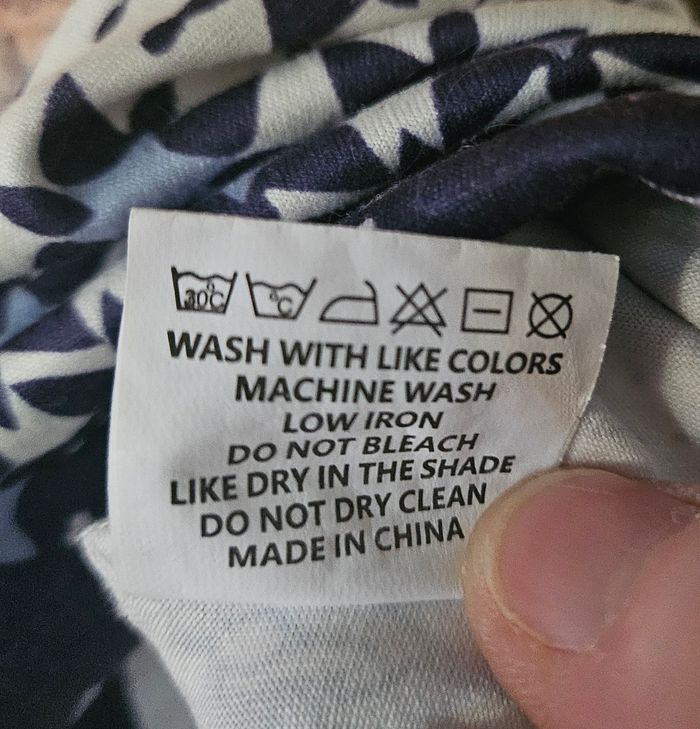 30°C °C
WASH WITH LIKE COLORS
MACHINE WASH
LOW IRON
DO NOT BLEACH
LIKE DRY IN THE SHADE
DO NOT DRY CLEAN
MADE IN CHINA